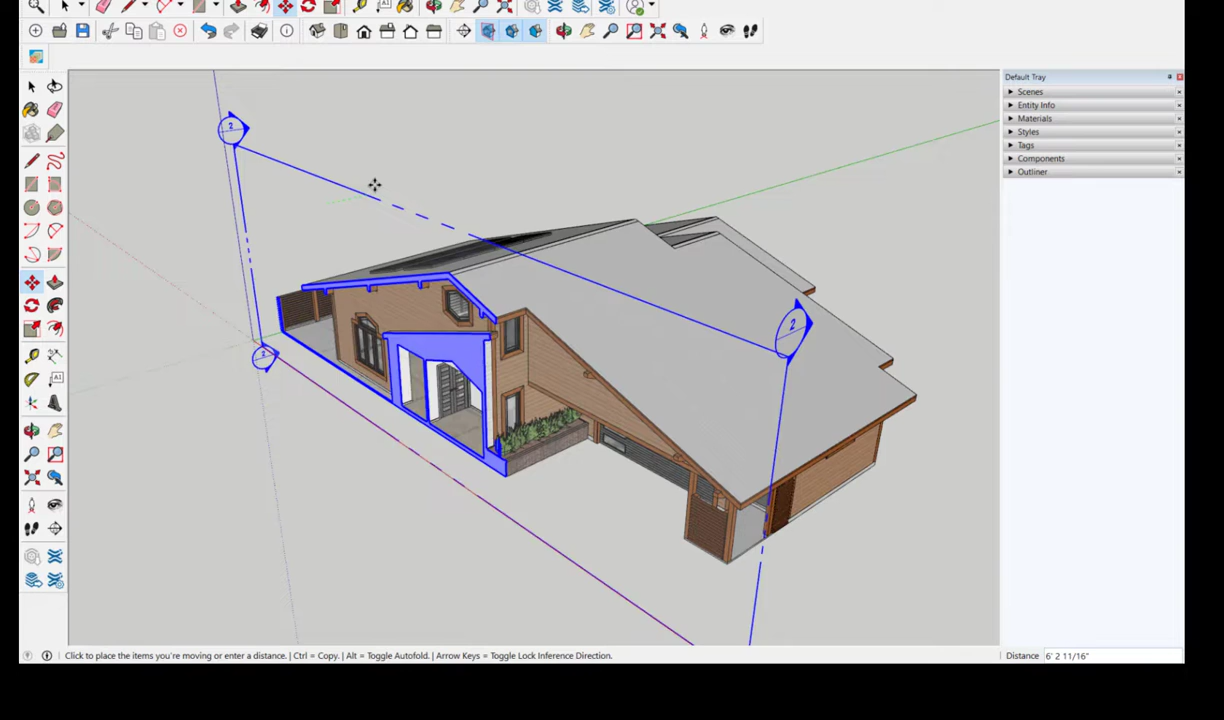 Default Tray
Scenes
Entity Info
Materials
Styles
Tags
Components
Outliner
2
2
2
AI
Click to place the items you're moving or enter a distance. | Ctrl = Copy. | Alt = Toggle Autofold. | Arrow Keys = Toggle Lock Inference Direction.
Distance 6' 2 11/16"